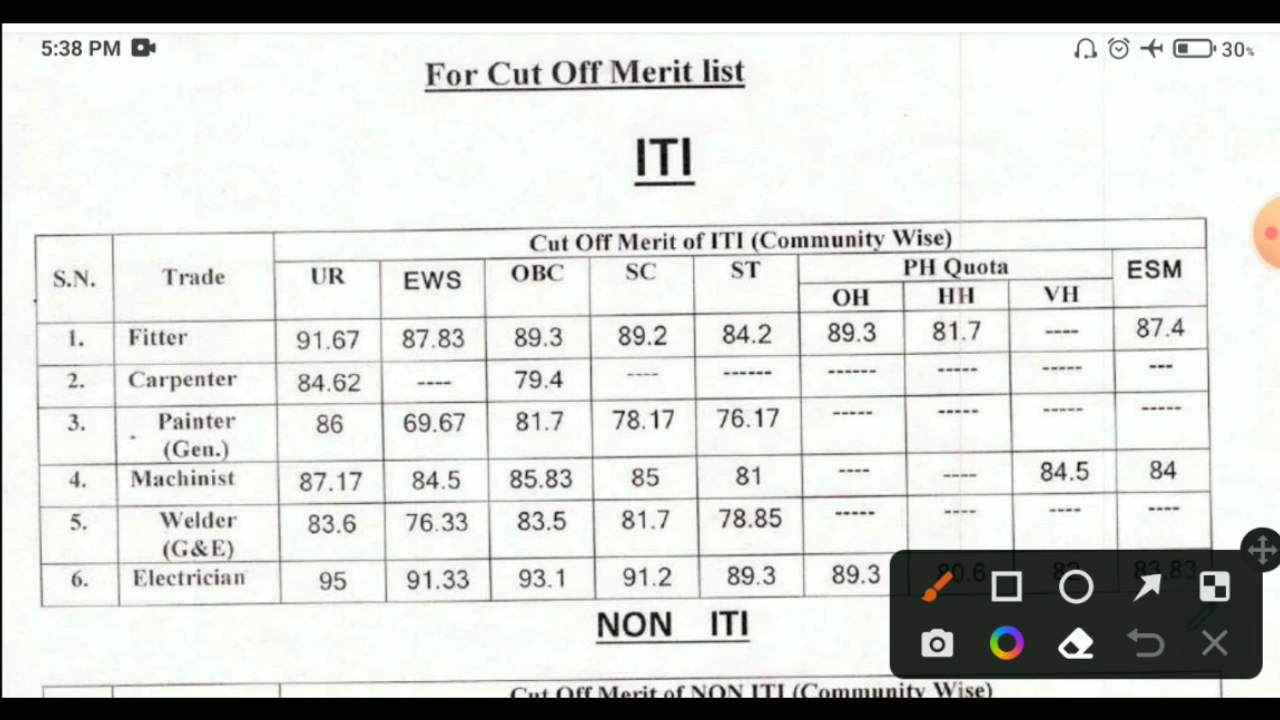 5:38 PM 30%
For Cut Off Merit list
ITI
S.N. Trade Cut Off Merit of ITI (Community Wise)
UR EWS OBC SC ST PH Quota ESM
OH HH VH
1. Fitter 91.67 87.83 89.3 89.2 84.2 89.3 81.7 ---- 87.4
2. Carpenter 84.62 ---- 79.4 ---- ------ ------ ----- ----- ---
3. Painter (Gen.) 86 69.67 81.7 78.17 76.17 ----- ----- ----- -----
4. Machinist 87.17 84.5 85.83 85 81 ---- ---- 84.5 84
5. Welder (G&E) 83.6 76.33 83.5 81.7 78.85 ----- ---- ---- ----
6. Electrician 95 91.33 93.1 91.2 89.3 89.3
NON ITI
Cut Off Merit of NON ITI (Community Wise)